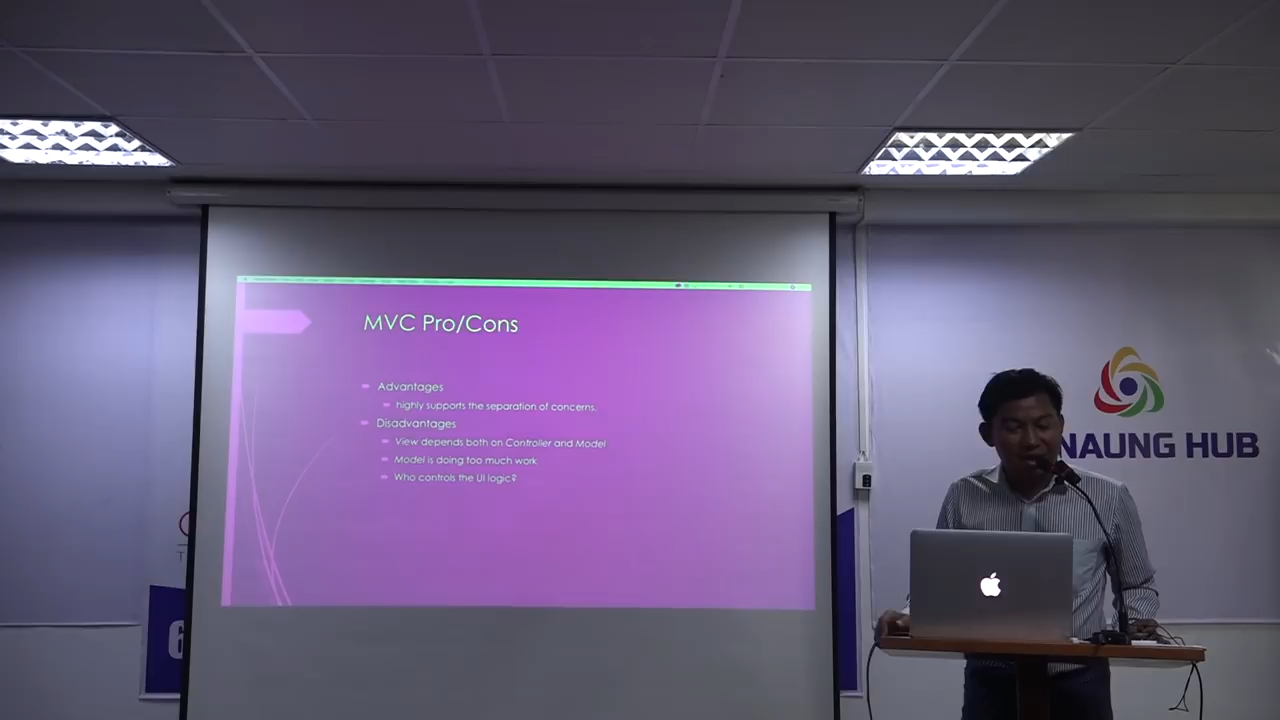 MVC Pro/Cons
Advantages
highly supports the separation of concerns.
Disadvantages
View depends both on Controller and Model
Model is doing too much work.
Who controls the UI logic?
NAUNG HUB
6
T